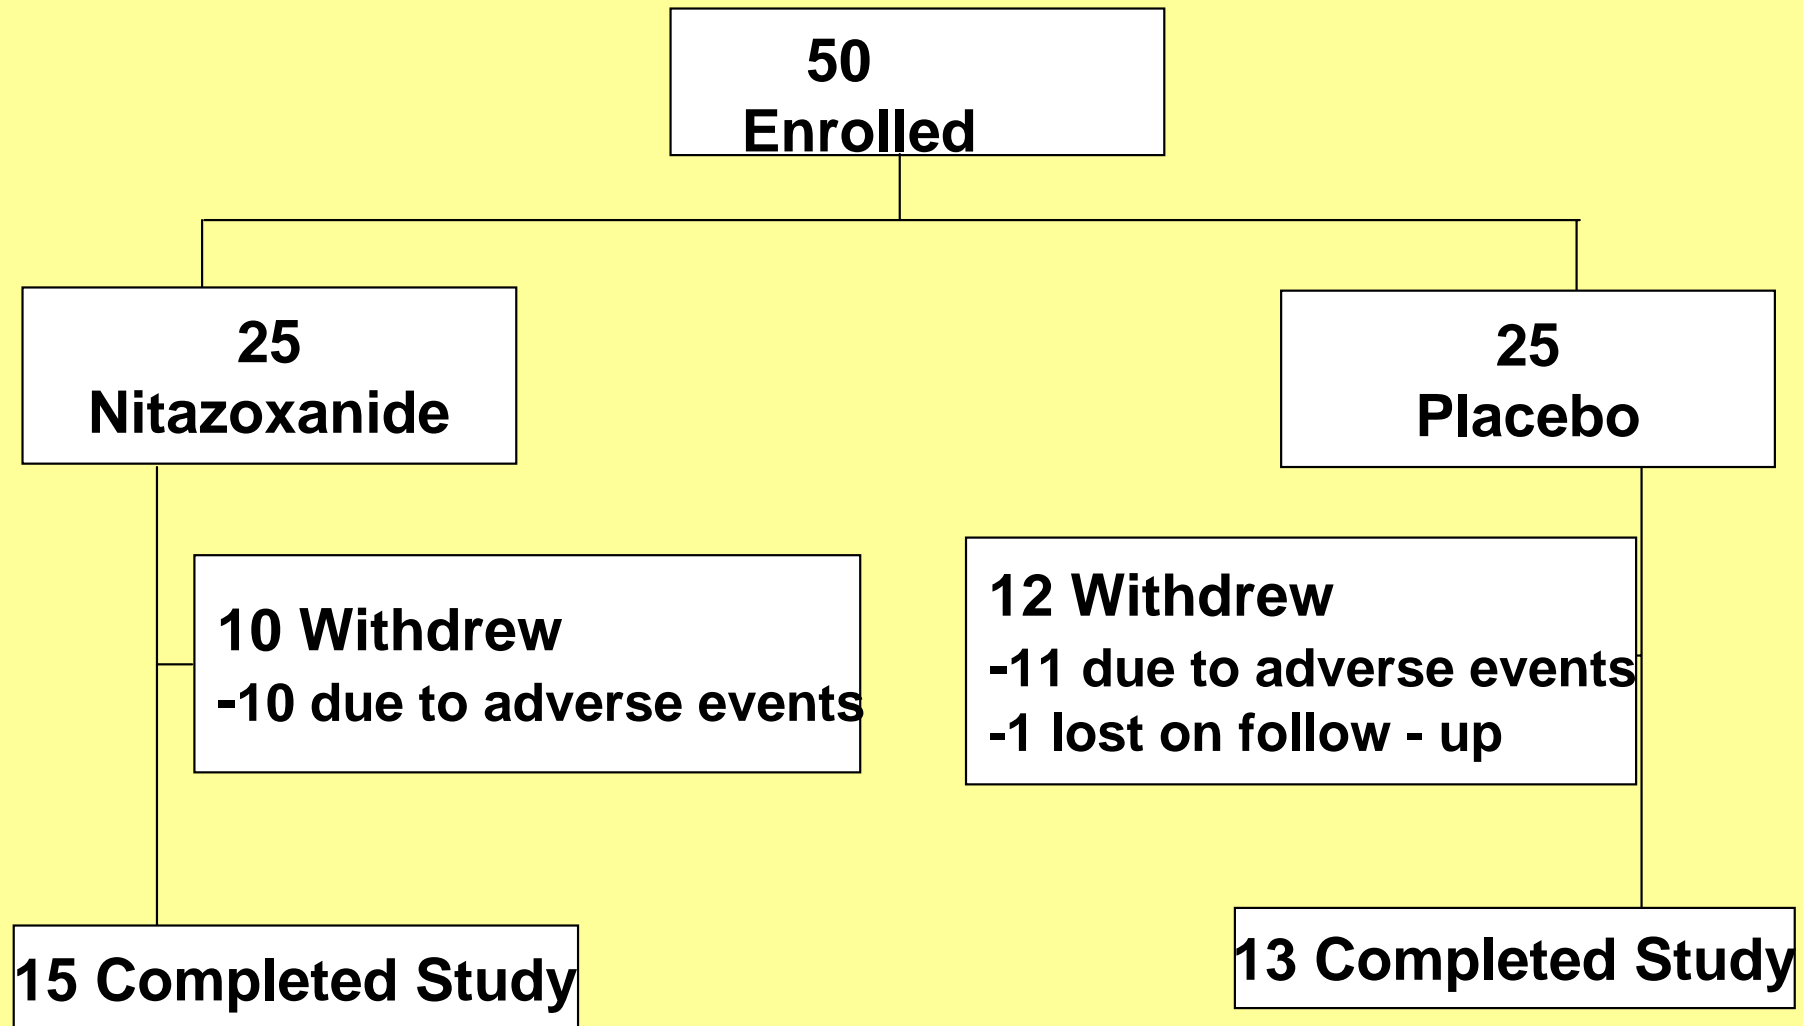 50
Enrolled
25
Nitazoxanide
25
Placebo
10 Withdrew
-10 due to adverse events
12 Withdrew
-11 due to adverse events
-1 lost on follow - up
15 Completed Study
13 Completed Study